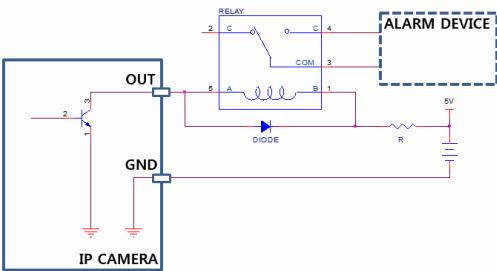 RELAY
2 C C 4
ALARM DEVICE
COM 3
OUT
5 A B 1
5V
3
2
1
DIODE
R
GND
IP CAMERA